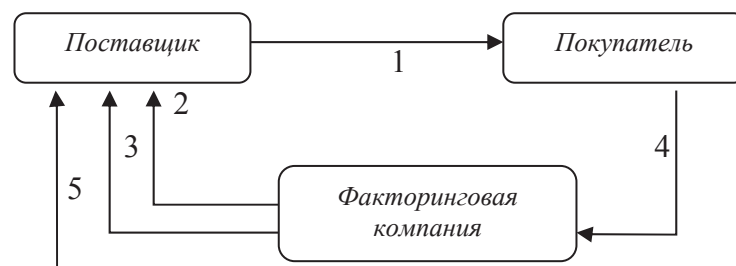 Поставщик
Покупатель
1
2
3
4
5
Факторинговая
компания